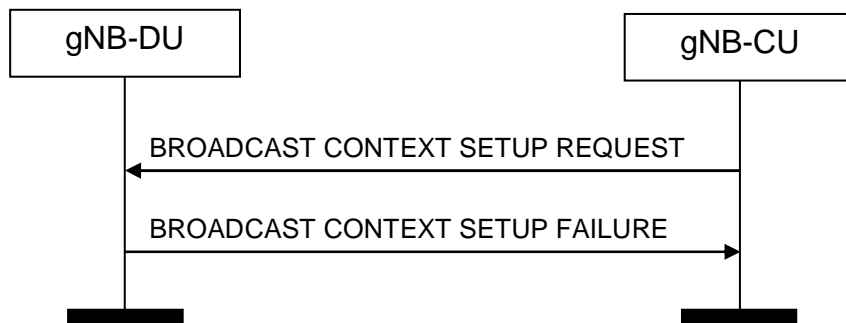 gNB-DU
gNB-CU
BROADCAST CONTEXT SETUP REQUEST
BROADCAST CONTEXT SETUP FAILURE